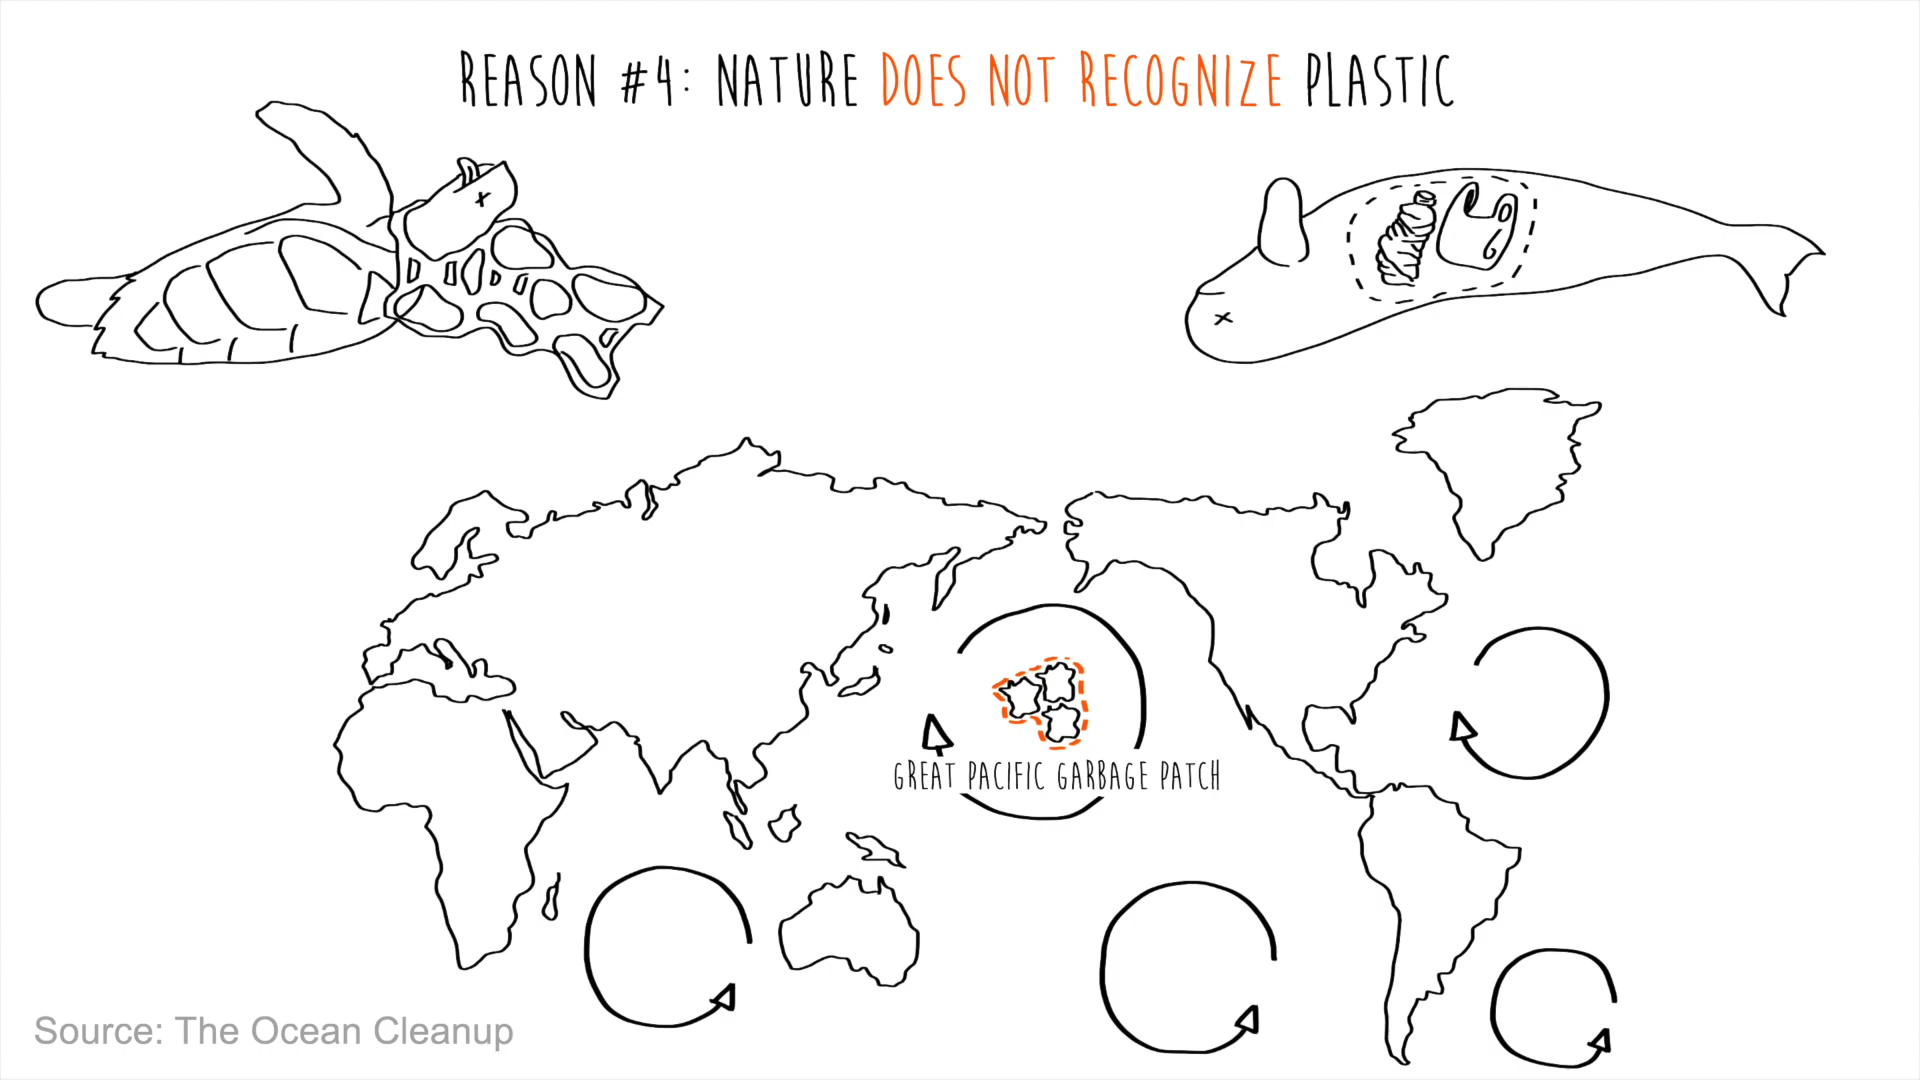 REASON #4: NATURE DOES NOT RECOGNIZE PLASTIC
GREAT PACIFIC GARBAGE PATCH
Source: The Ocean Cleanup